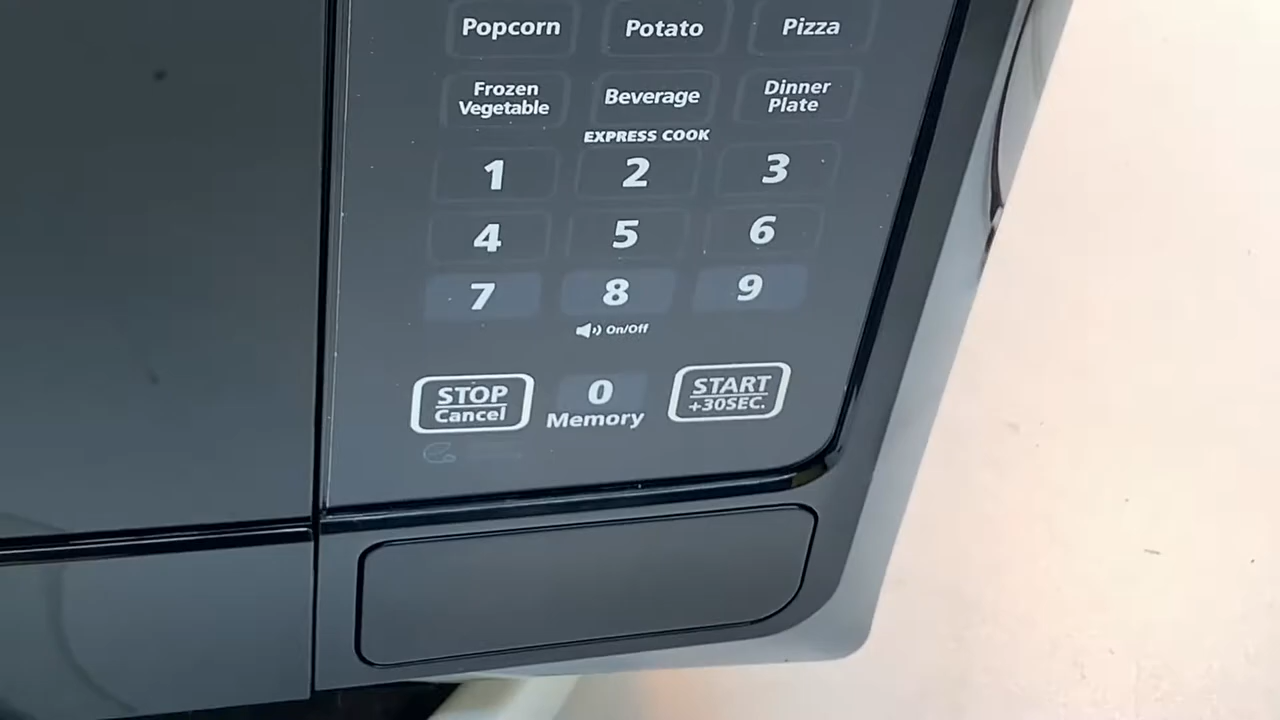 Popcorn
Potato
Pizza
Frozen
Vegetable
Beverage
Dinner
Plate
EXPRESS COOK
1
2
3
4
5
6
7
8
9
On/Off
STOP
Cancel
0
Memory
START
+30SEC.